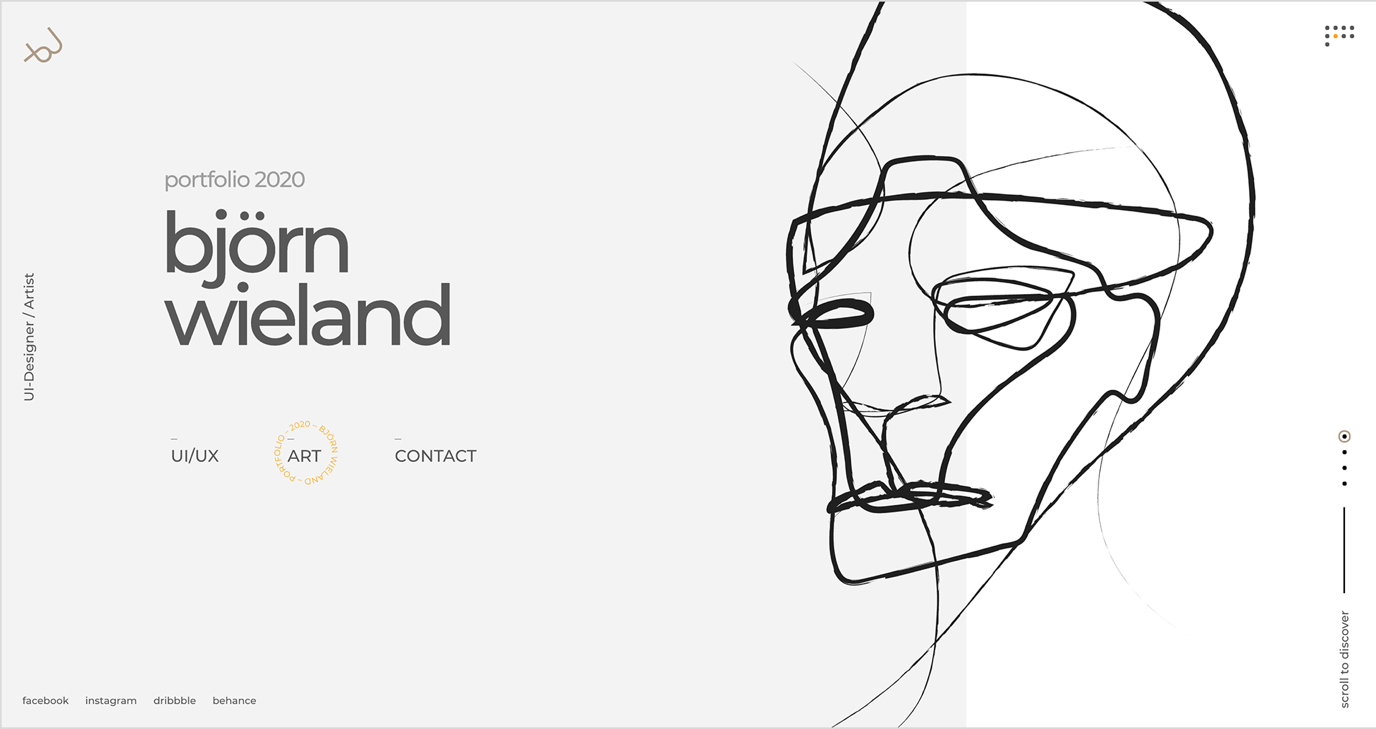 portfolio 2020
björn
wieland
UI-Designer / Artist
UI/UX
ART
CONTACT
PORTFOLIO – 2020 – BJÖRN WIELAND –
scroll to discover
facebook instagram dribbble behance